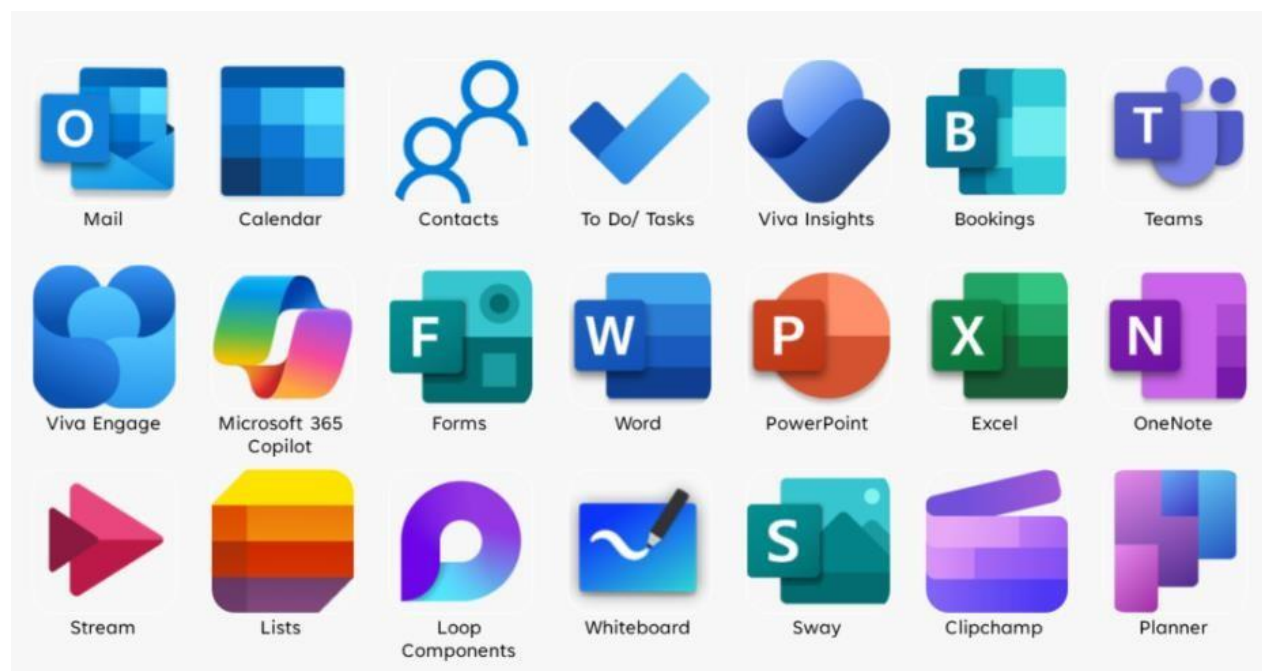 O
B
T
Mail
Calendar
Contacts
To Do/ Tasks
Viva Insights
Bookings
Teams
F
W
P
X
N
Viva Engage
Microsoft 365
Copilot
Forms
Word
PowerPoint
Excel
OneNote
S
Stream
Lists
Loop
Components
Whiteboard
Sway
Clipchamp
Planner